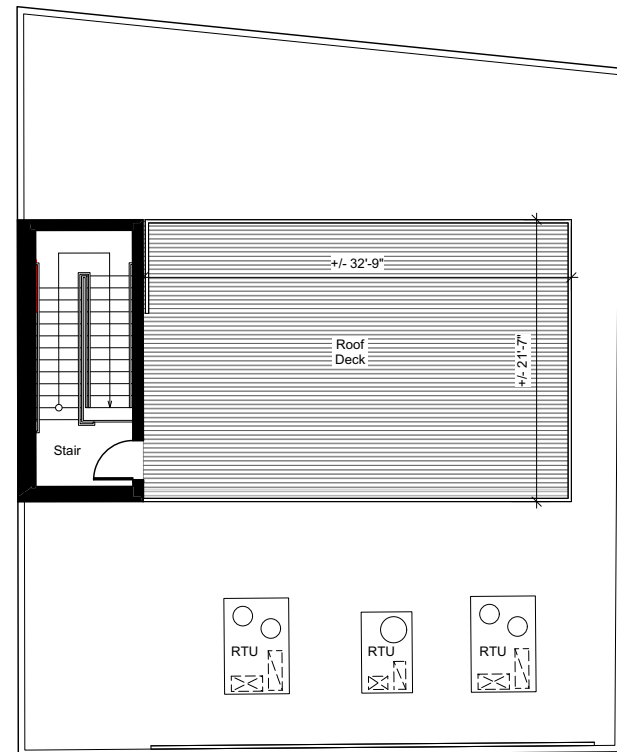 +/- 32'-9"
Roof
Deck
+/- 21'-7"
Stair
RTU
RTU
RTU